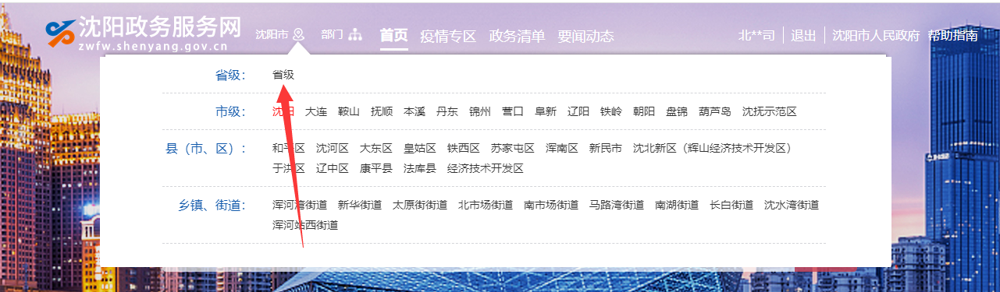 沈阳政务服务网
zwfw.shenyang.gov.cn
沈阳市 部门 首页 疫情专区 政务清单 要闻动态 北**司 退出 沈阳市人民政府 帮助指南
省级： 省级
市级： 沈阳 大连 鞍山 抚顺 本溪 丹东 锦州 营口 阜新 辽阳 铁岭 朝阳 盘锦 葫芦岛 沈抚示范区
县（市、区）： 和平区 沈河区 大东区 皇姑区 铁西区 苏家屯区 浑南区 新民市 沈北新区（辉山经济技术开发区）
于洪区 辽中区 康平县 法库县 经济技术开发区
乡镇、街道： 浑河湾街道 新华街道 太原街街道 北市场街道 南市场街道 马路湾街道 南湖街道 长白街道 沈水湾街道
浑河站西街道